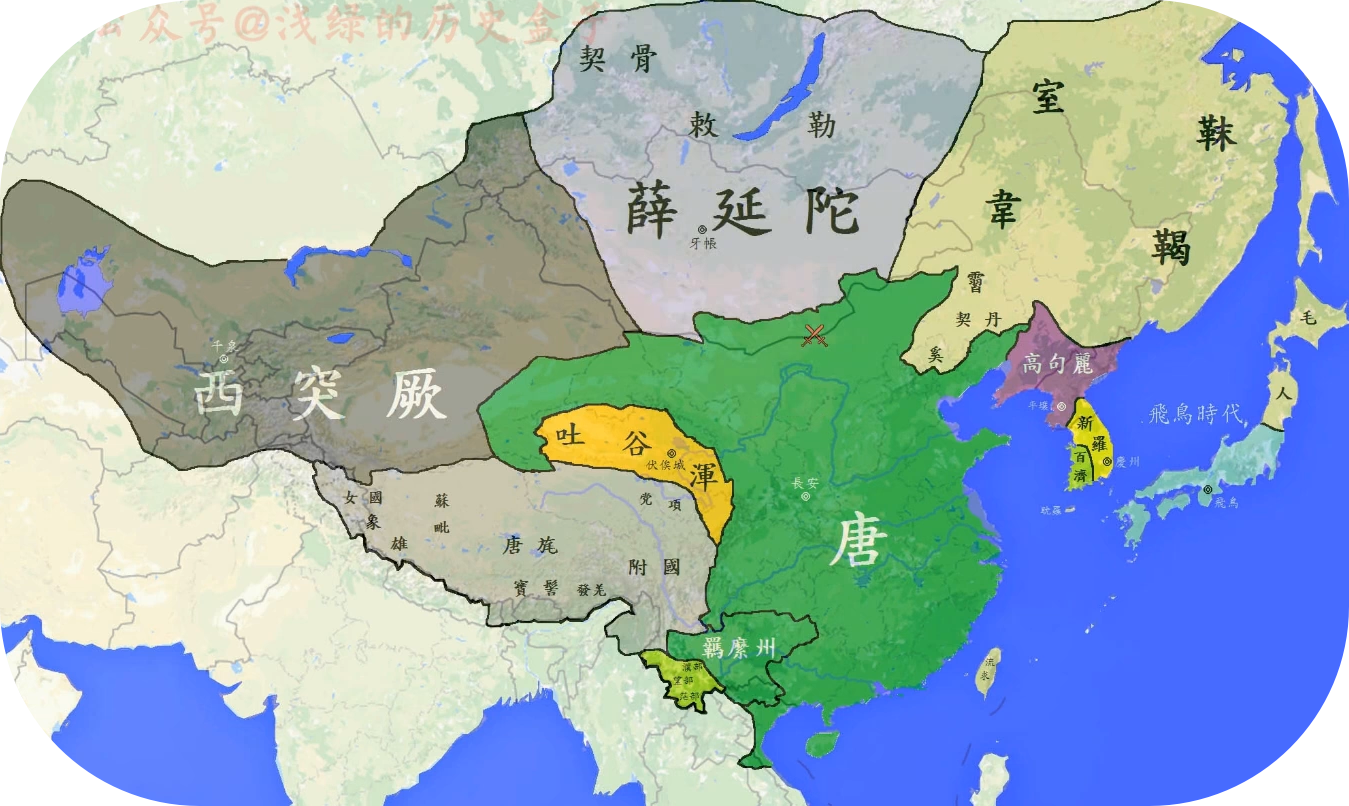 公众号@浅绿的历史盒子
契骨
敕勒
薛延陀
牙帳
室韋
靺鞨
霫
契丹
奚
高句麗
平壤
新羅
百濟
慶州
耽羅
飛鳥時代
飛鳥
毛人
千泉
西突厥
吐谷渾
伏俟城
党項
女國
象雄
蘇毗
唐旄
附國
寶髻
發羌
長安
唐
羈縻州
濮部
流求